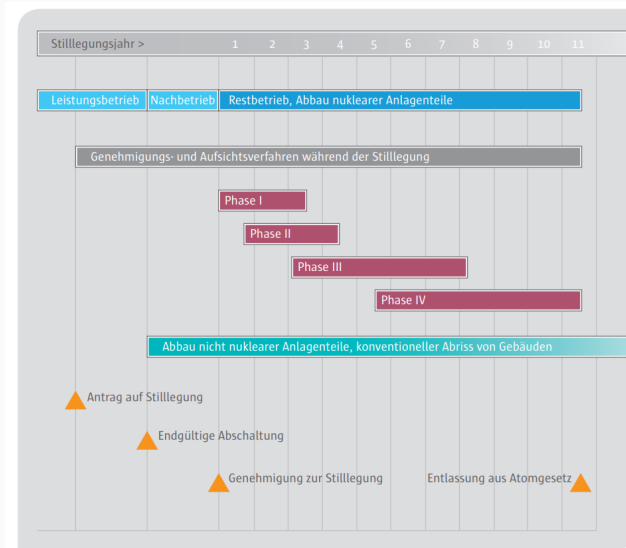 Stilllegungsjahr > 1 2 3 4 5 6 7 8 9 10 11
Leistungsbetrieb Nachbetrieb Restbetrieb, Abbau nuklearer Anlagenteile
Genehmigungs- und Aufsichtsverfahren während der Stilllegung
Phase I
Phase II
Phase III
Phase IV
Abbau nicht nuklearer Anlagenteile, konventioneller Abriss von Gebäuden
Antrag auf Stilllegung
Endgültige Abschaltung
Genehmigung zur Stilllegung Entlassung aus Atomgesetz